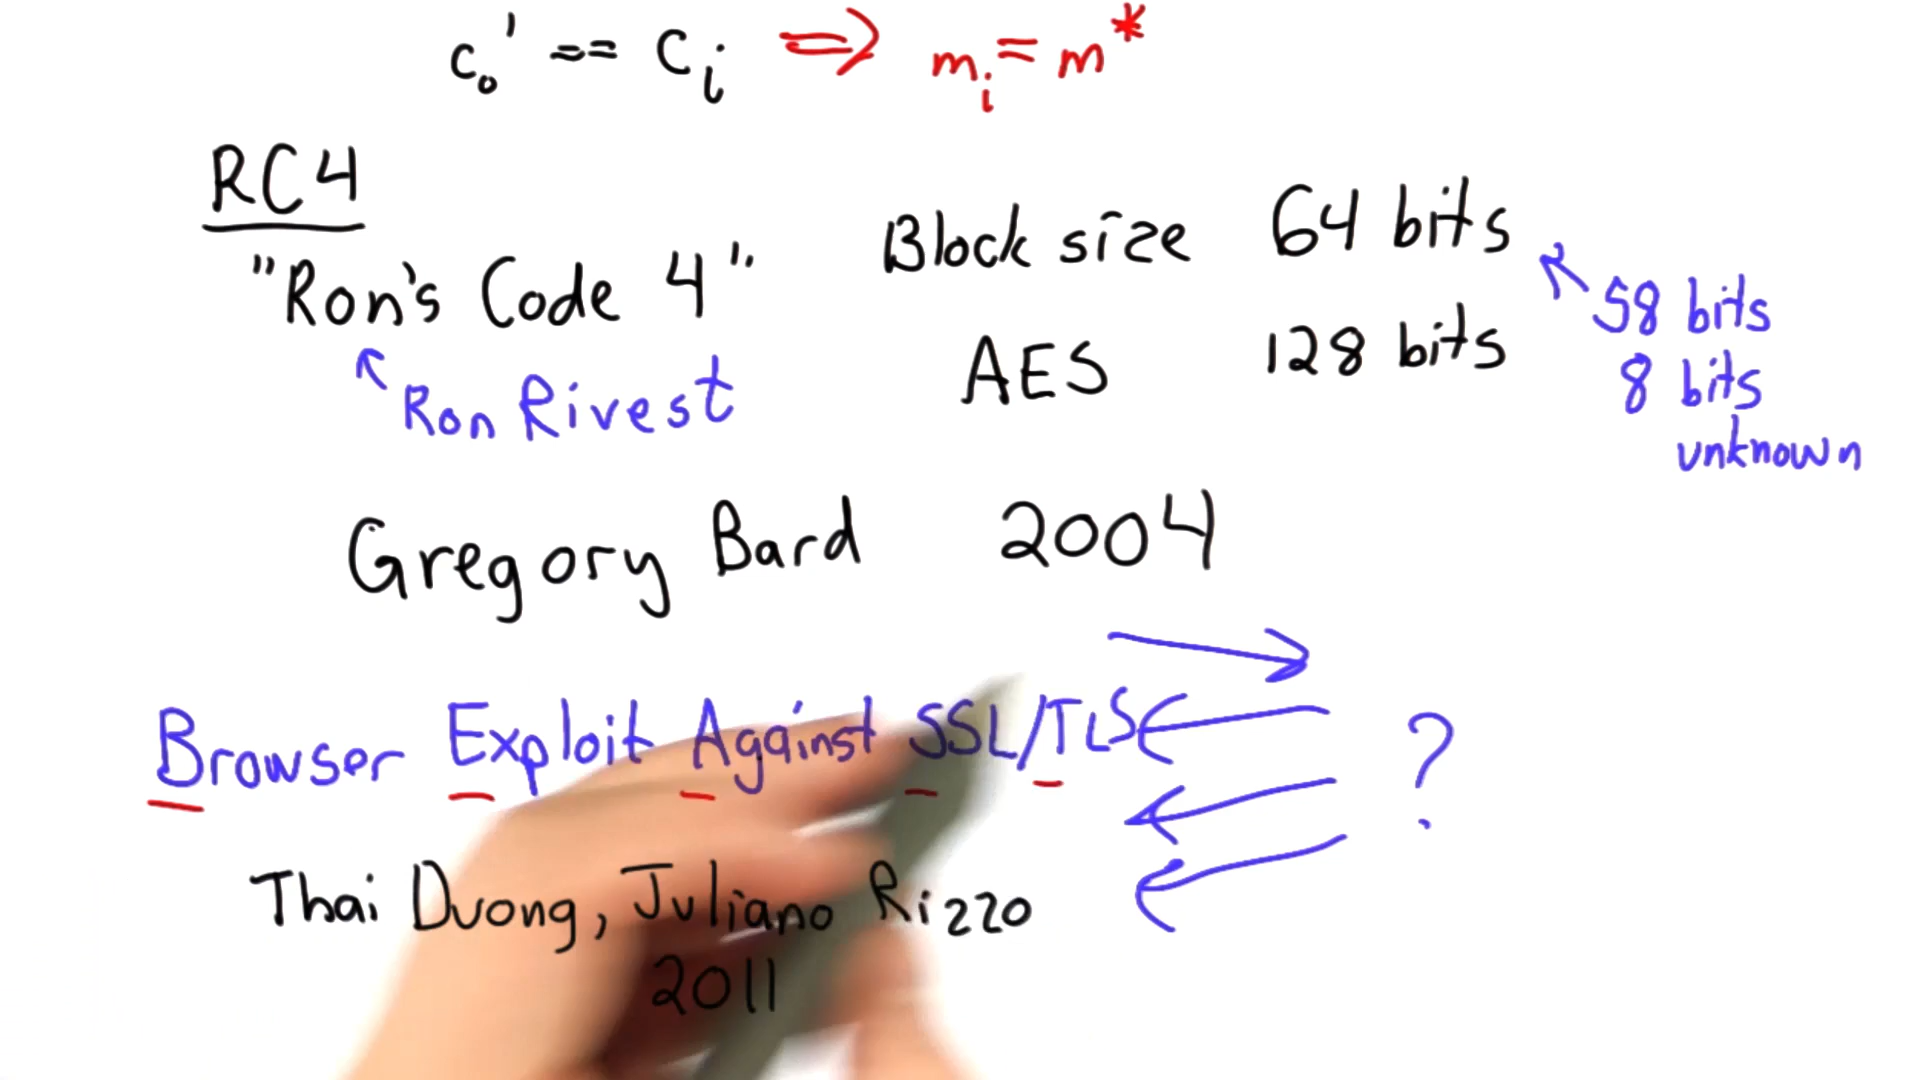 c₀' == Cᵢ ⇒ mᵢ = m*
RC4
"Ron's Code 4"
Ron Rivest
Block size 64 bits
AES 128 bits
58 bits
8 bits
unknown
Gregory Bard 2004
Browser Exploit Against SSL/TLS
?
Thai Duong, Juliano Rizzo
2011